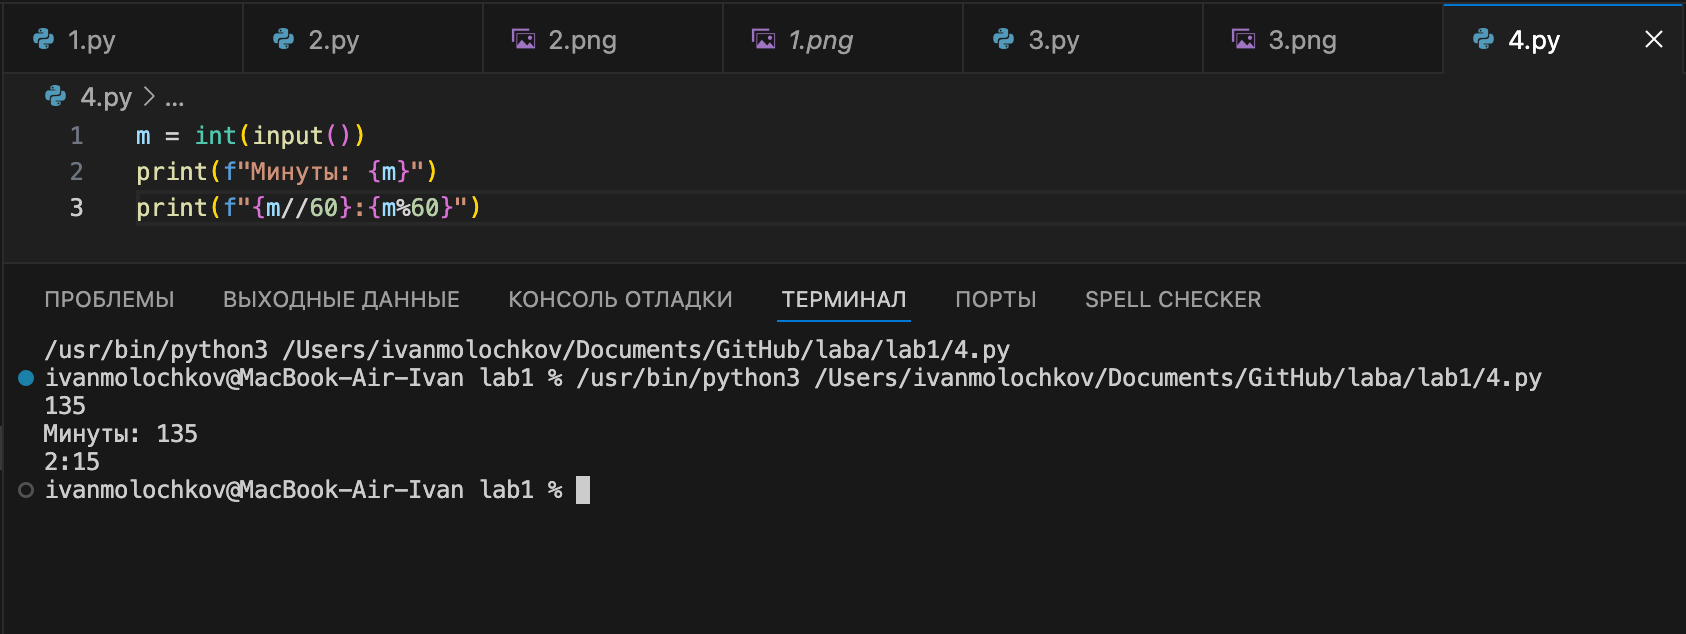 1.py 2.py 2.png 1.png 3.py 3.png 4.py
4.py > ...
1 m = int(input())
2 print(f"Минуты: {m}")
3 print(f"{m//60}:{m%60}")
ПРОБЛЕМЫ ВЫХОДНЫЕ ДАННЫЕ КОНСОЛЬ ОТЛАДКИ ТЕРМИНАЛ ПОРТЫ SPELL CHECKER
/usr/bin/python3 /Users/ivanmolochkov/Documents/GitHub/laba/lab1/4.py
ivanmolochkov@MacBook-Air-Ivan lab1 % /usr/bin/python3 /Users/ivanmolochkov/Documents/GitHub/laba/lab1/4.py
135
Минуты: 135
2:15
ivanmolochkov@MacBook-Air-Ivan lab1 %